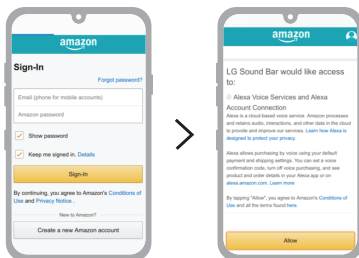 amazon
Sign-In
Forgot password?
Email (phone for mobile accounts)
Amazon password
Show password
Keep me signed in. Details
Sign-In
By continuing, you agree to Amazon's Conditions of
Use and Privacy Notice .
New to Amazon?
Create a new Amazon account
amazon
LG Sound Bar would like access
to:
Alexa Voice Services and Alexa
Account Connection
Alexa is a cloud-based voice service. Amazon processes
and retains audio, interactions, and other data in the cloud
to provide and improve our services. Learn how Alexa is
designed to protect your privacy.
Alexa allows purchasing by voice using your default
payment and shipping settings. You can set a voice
confirmation code, turn off voice purchasing, and see
product and order details in your Alexa app or on
alexa.amazon.com. Learn more
By tapping "Allow", you agree to Amazon's Conditions of
Use and all the terms found here.
Allow